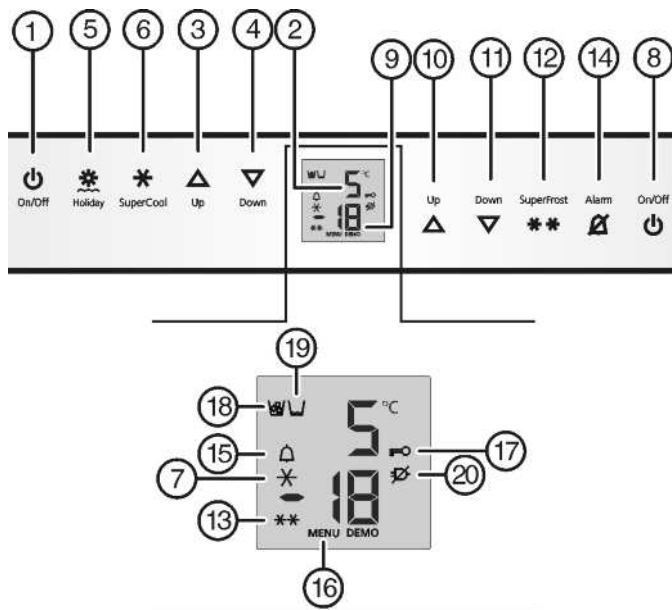 1 5 6 3 4 2 9 10 11 12 14 8
5 °C
Up Down SuperFrost Alarm On/Off
On/Off Holiday SuperCool Up Down
18
MENU DEMO
19
18 5 °C
15 17
7 18 20
13
MENU DEMO
16